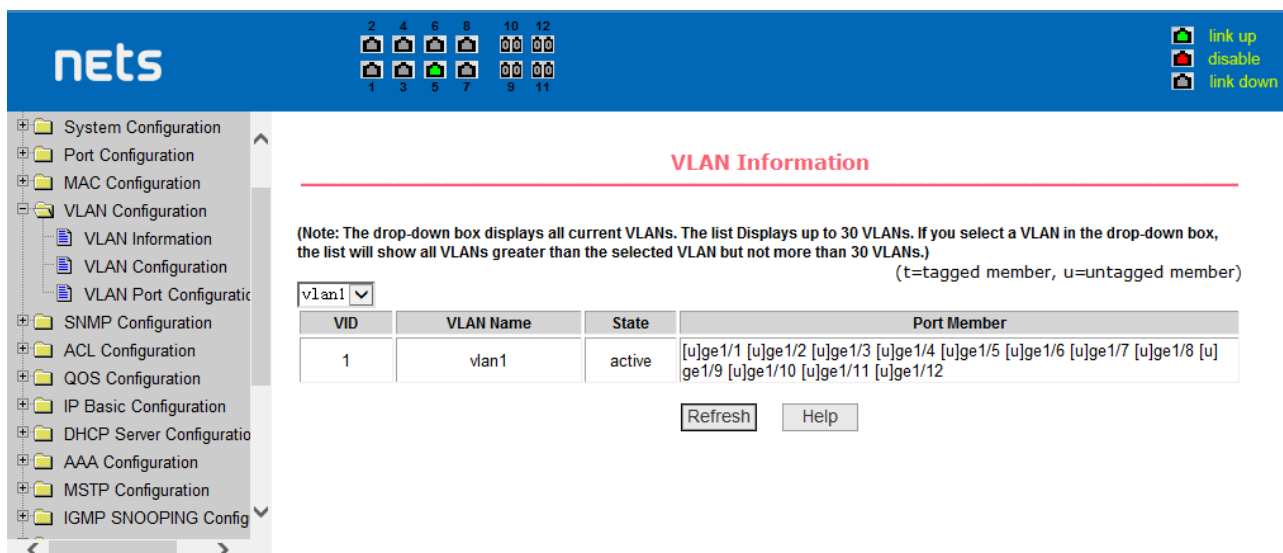 nets
2 4 6 8 10 12
1 3 5 7 9 11
link up
disable
link down
System Configuration
Port Configuration
MAC Configuration
VLAN Configuration
VLAN Information
VLAN Configuration
VLAN Port Configuratic
SNMP Configuration
ACL Configuration
QOS Configuration
IP Basic Configuration
DHCP Server Configuratio
AAA Configuration
MSTP Configuration
IGMP SNOOPING Config
VLAN Information
(Note: The drop-down box displays all current VLANs. The list Displays up to 30 VLANs. If you select a VLAN in the drop-down box,
the list will show all VLANs greater than the selected VLAN but not more than 30 VLANs.)
(t=tagged member, u=untagged member)
vlan1
VID VLAN Name State Port Member
1 vlan1 active [u]ge1/1 [u]ge1/2 [u]ge1/3 [u]ge1/4 [u]ge1/5 [u]ge1/6 [u]ge1/7 [u]ge1/8 [u]
ge1/9 [u]ge1/10 [u]ge1/11 [u]ge1/12
Refresh Help